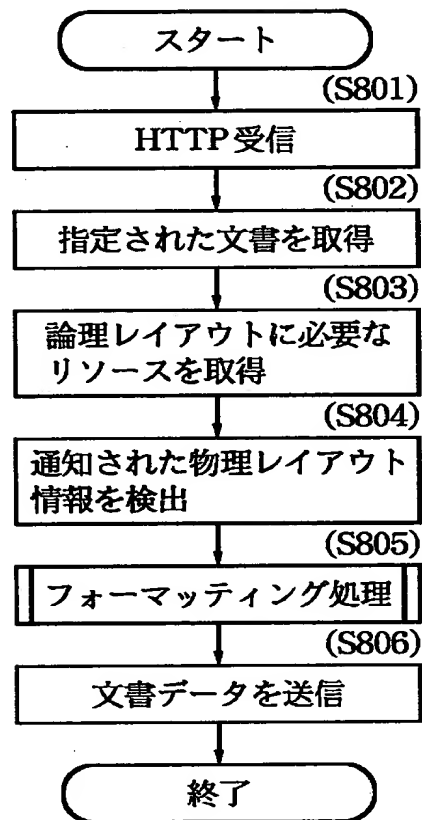 スタート
(S801)
HTTP受信
(S802)
指定された文書を取得
(S803)
論理レイアウトに必要な
リソースを取得
(S804)
通知された物理レイアウト
情報を検出
(S805)
フォーマッティング処理
(S806)
文書データを送信
終了